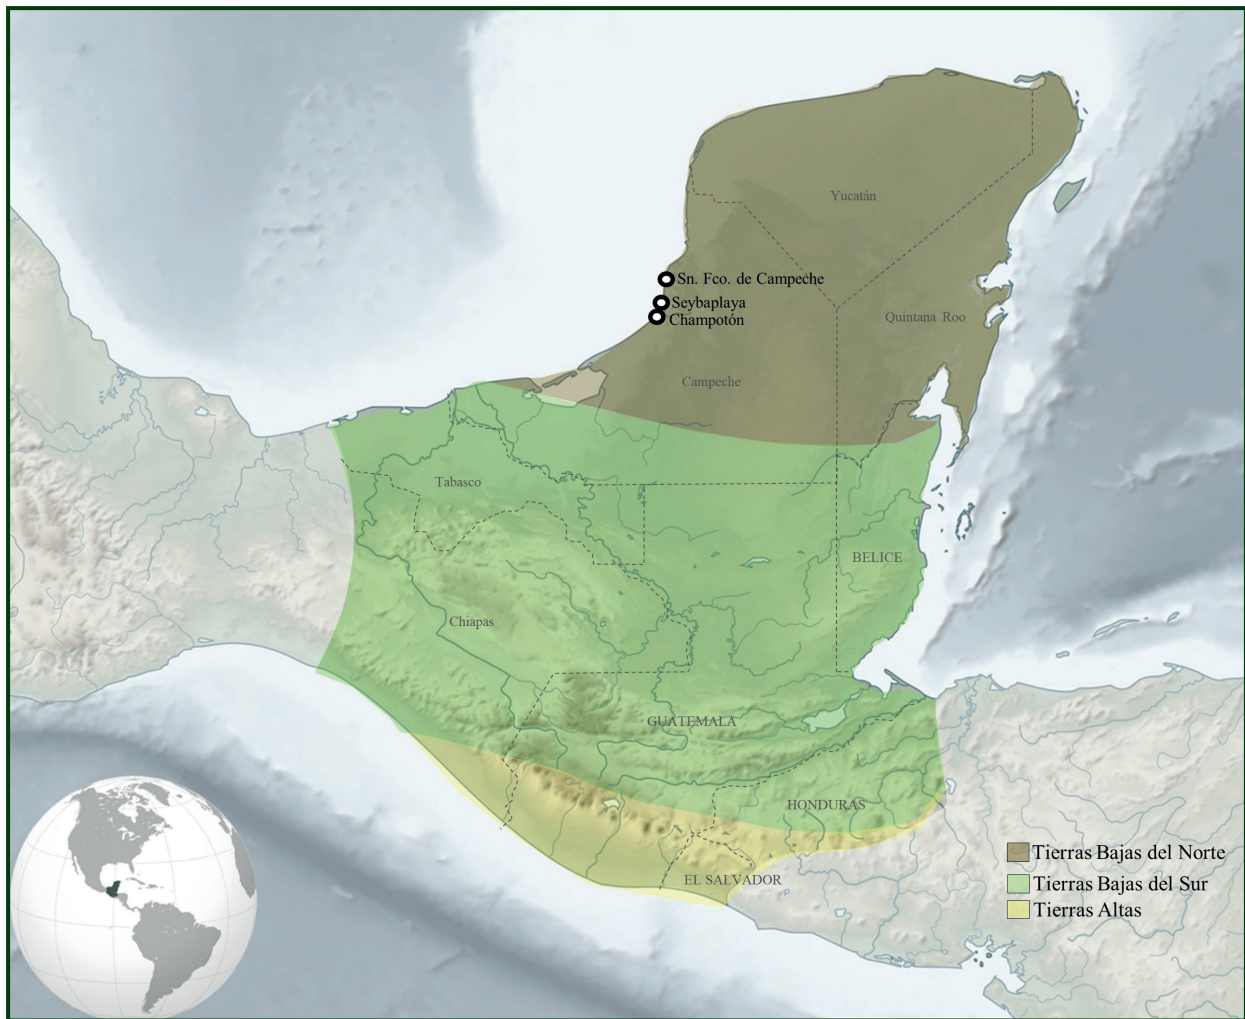 Yucatán
Sn. Fco. de Campeche
Seybaplaya
Champotón
Quintana Roo
Campeche
Tabasco
BELICE
Chiapas
GUATEMALA
HONDURAS
EL SALVADOR
Tierras Bajas del Norte
Tierras Bajas del Sur
Tierras Altas